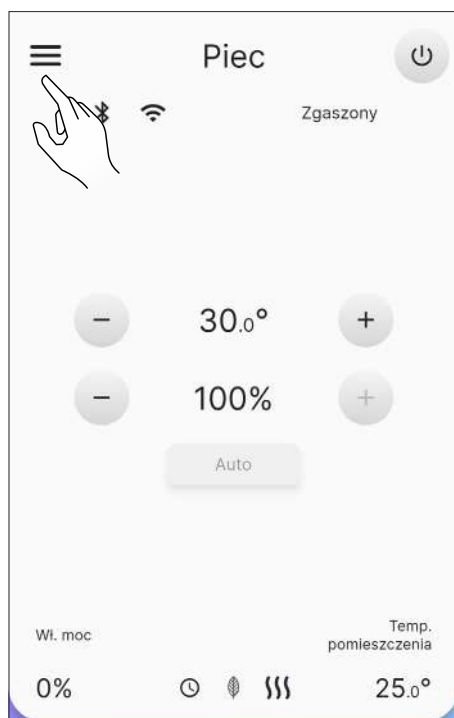 Piec
Zgaszony
− 30.0° +
− 100% +
Auto
Wł. moc
Temp.
pomieszczenia
0%
25.0°